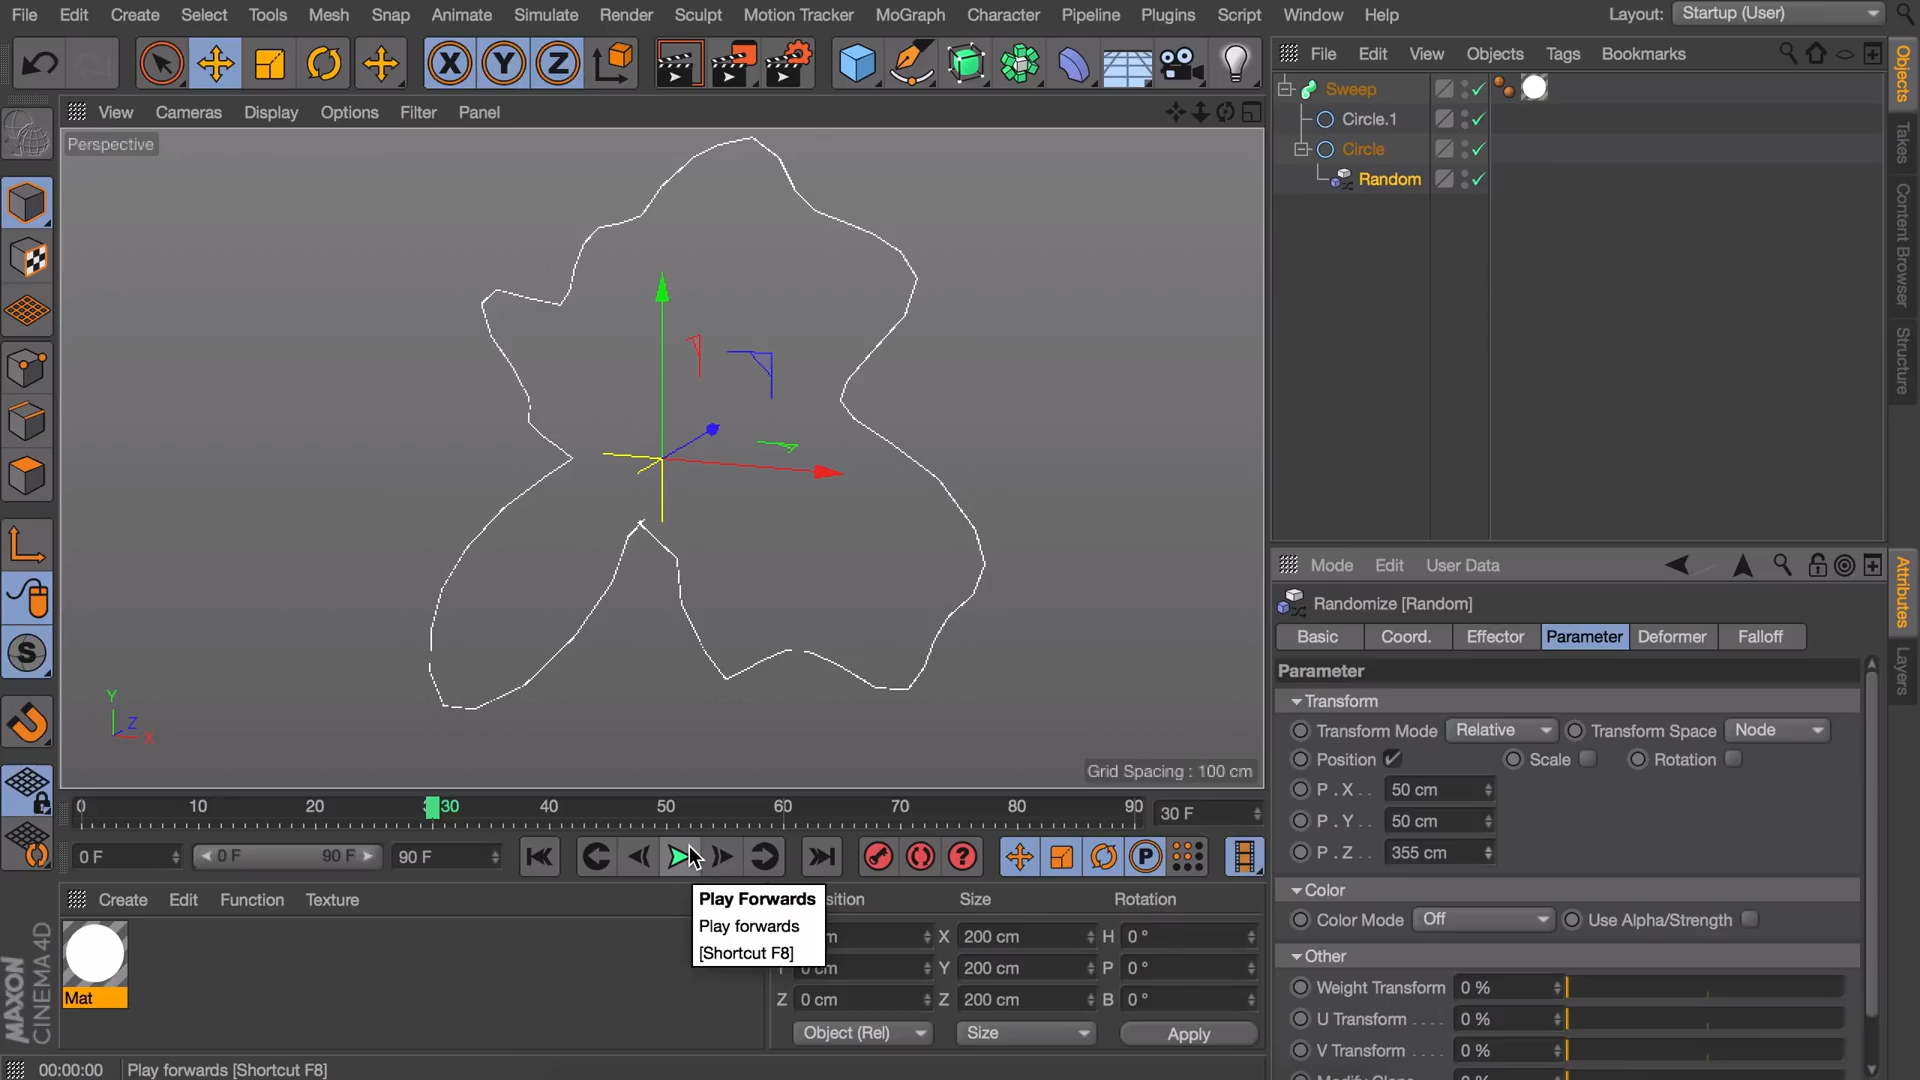 File Edit Create Select Tools Mesh Snap Animate Simulate Render Sculpt Motion Tracker MoGraph Character Pipeline Plugins Script Window Help Layout: Startup (User)
X Y Z
File Edit View Objects Tags Bookmarks
View Cameras Display Options Filter Panel
Perspective
Sweep
Circle.1
Circle
Random
Objects
Takes
Content Browser
Structure
S
Y
Z
X
Grid Spacing : 100 cm
Mode Edit User Data
Randomize [Random]
Basic Coord. Effector Parameter Deformer Falloff
Parameter
Transform
Transform Mode Relative Transform Space Node
Position Scale Rotation
P . X . . 50 cm
P . Y . . 50 cm
P . Z . . 355 cm
Color
Color Mode Off Use Alpha/Strength
Other
Weight Transform 0 %
U Transform . . . . 0 %
V Transform . . . . 0 %
Attributes
Layers
0 10 20 30 40 50 60 70 80 90 30 F
0 F 0 F 90 F 90 F
P
Create Edit Function Texture
Mat
Play Forwards
Play forwards
[Shortcut F8]
sition Size Rotation
m X 200 cm H 0 °
0 cm Y 200 cm P 0 °
Z 0 cm Z 200 cm B 0 °
Object (Rel) Size Apply
MAXON
CINEMA 4D
00:00:00 Play forwards [Shortcut F8]